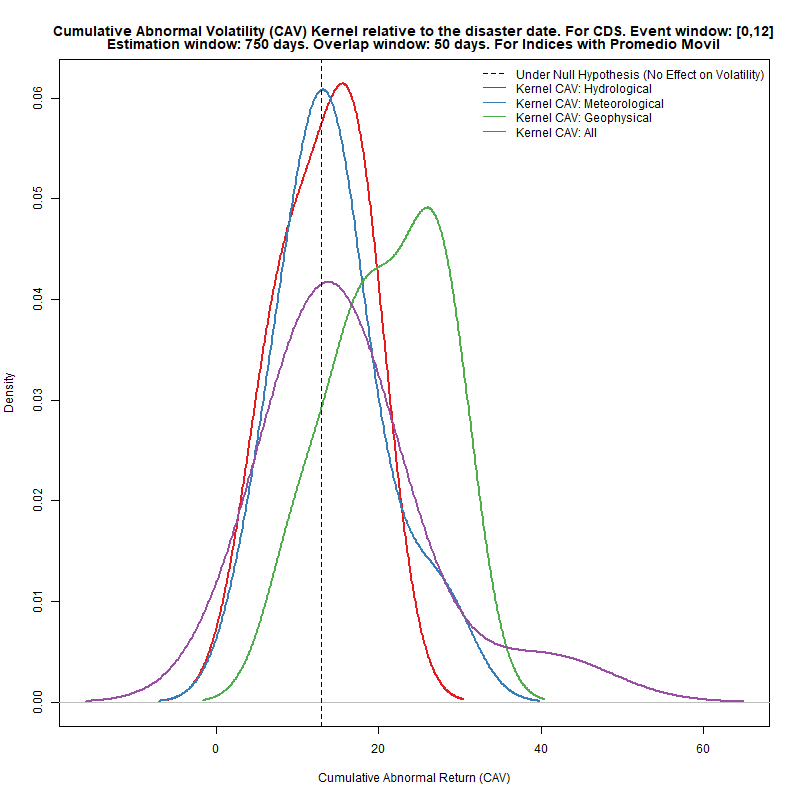 Cumulative Abnormal Volatility (CAV) Kernel relative to the disaster date. For CDS. Event window: [0,12]
Estimation window: 750 days. Overlap window: 50 days. For Indices with Promedio Movil
Under Null Hypothesis (No Effect on Volatility)
Kernel CAV: Hydrological
Kernel CAV: Meteorological
Kernel CAV: Geophysical
Kernel CAV: All
0.06
0.05
0.04
0.03
0.02
0.01
0.00
Density
0 20 40 60
Cumulative Abnormal Return (CAV)